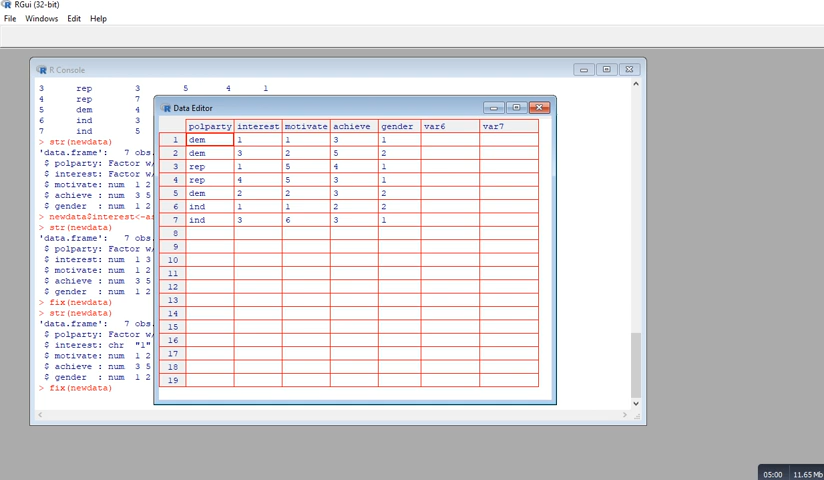 RGui (32-bit)
File Windows Edit Help
R Console
3 rep 3 5 4 1
4 rep 7
5 dem 4
6 ind 3
7 ind 5
> str(newdata)
'data.frame': 7 obs.
$ polparty: Factor w/
$ interest: Factor w/
$ motivate: num 1 2
$ achieve : num 3 5
$ gender : num 1 2
> newdata$interest<-as
> str(newdata)
'data.frame': 7 obs.
$ polparty: Factor w/
$ interest: num 1 3
$ motivate: num 1 2
$ achieve : num 3 5
$ gender : num 1 2
> fix(newdata)
> str(newdata)
'data.frame': 7 obs.
$ polparty: Factor w/
$ interest: chr "1"
$ motivate: num 1 2
$ achieve : num 3 5
$ gender : num 1 2
> fix(newdata)
Data Editor
polparty interest motivate achieve gender var6 var7
1 dem 1 1 3 1
2 dem 3 2 5 2
3 rep 1 5 4 1
4 rep 4 5 3 1
5 dem 2 2 3 2
6 ind 1 1 2 2
7 ind 3 6 3 1
8
9
10
11
12
13
14
15
16
17
18
19
05:00 11.65 Mb